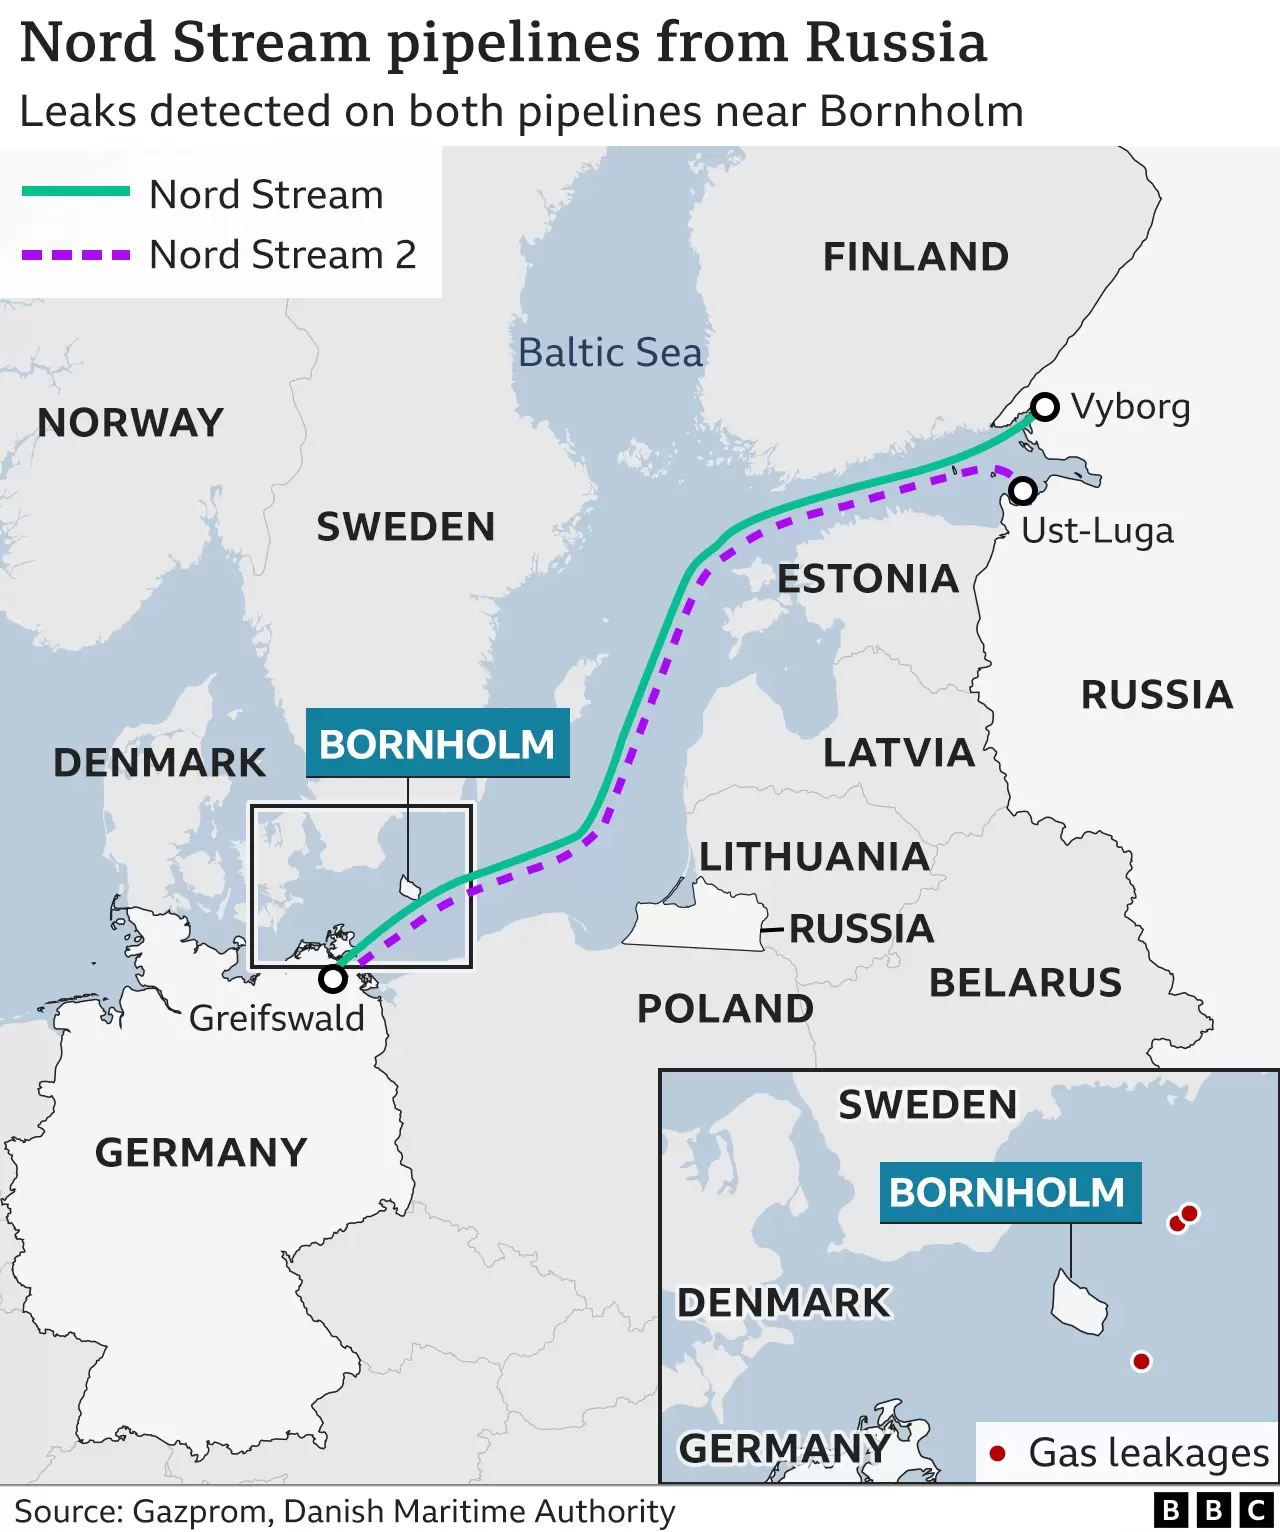 Nord Stream pipelines from Russia
Leaks detected on both pipelines near Bornholm
Nord Stream
Nord Stream 2
FINLAND
Baltic Sea
NORWAY
Vyborg
SWEDEN
Ust-Luga
ESTONIA
RUSSIA
BORNHOLM
DENMARK
LATVIA
LITHUANIA
RUSSIA
BELARUS
POLAND
Greifswald
GERMANY
SWEDEN
BORNHOLM
DENMARK
GERMANY
Gas leakages
Source: Gazprom, Danish Maritime Authority
BBC